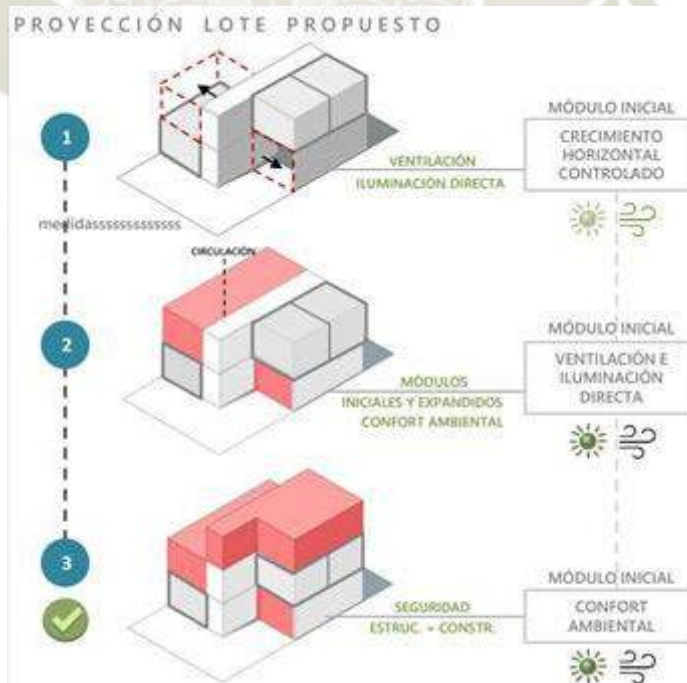 PROYECCIÓN LOTE PROPUESTO
1
MÓDULO INICIAL
CRECIMIENTO
HORIZONTAL
CONTROLADO
VENTILACIÓN
ILUMINACIÓN DIRECTA
medidassssssssssss
CIRCULACIÓN
2
MÓDULO INICIAL
VENTILACIÓN E
ILUMINACIÓN
DIRECTA
MÓDULOS
INICIALES Y EXPANDIDOS
CONFORT AMBIENTAL
3
MÓDULO INICIAL
CONFORT
AMBIENTAL
SEGURIDAD
ESTRUC. - CONSTR.